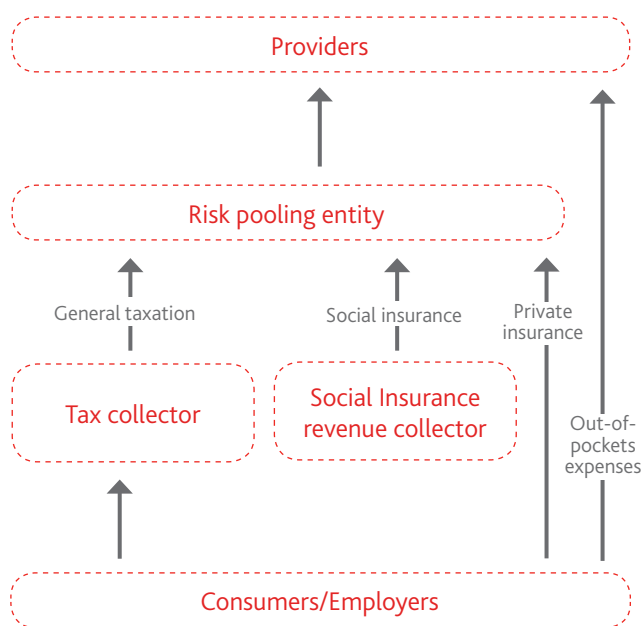 Providers
Risk pooling entity
General taxation
Social insurance
Private
insurance
Tax collector
Social Insurance
revenue collector
Out-of-
pockets
expenses
Consumers/Employers